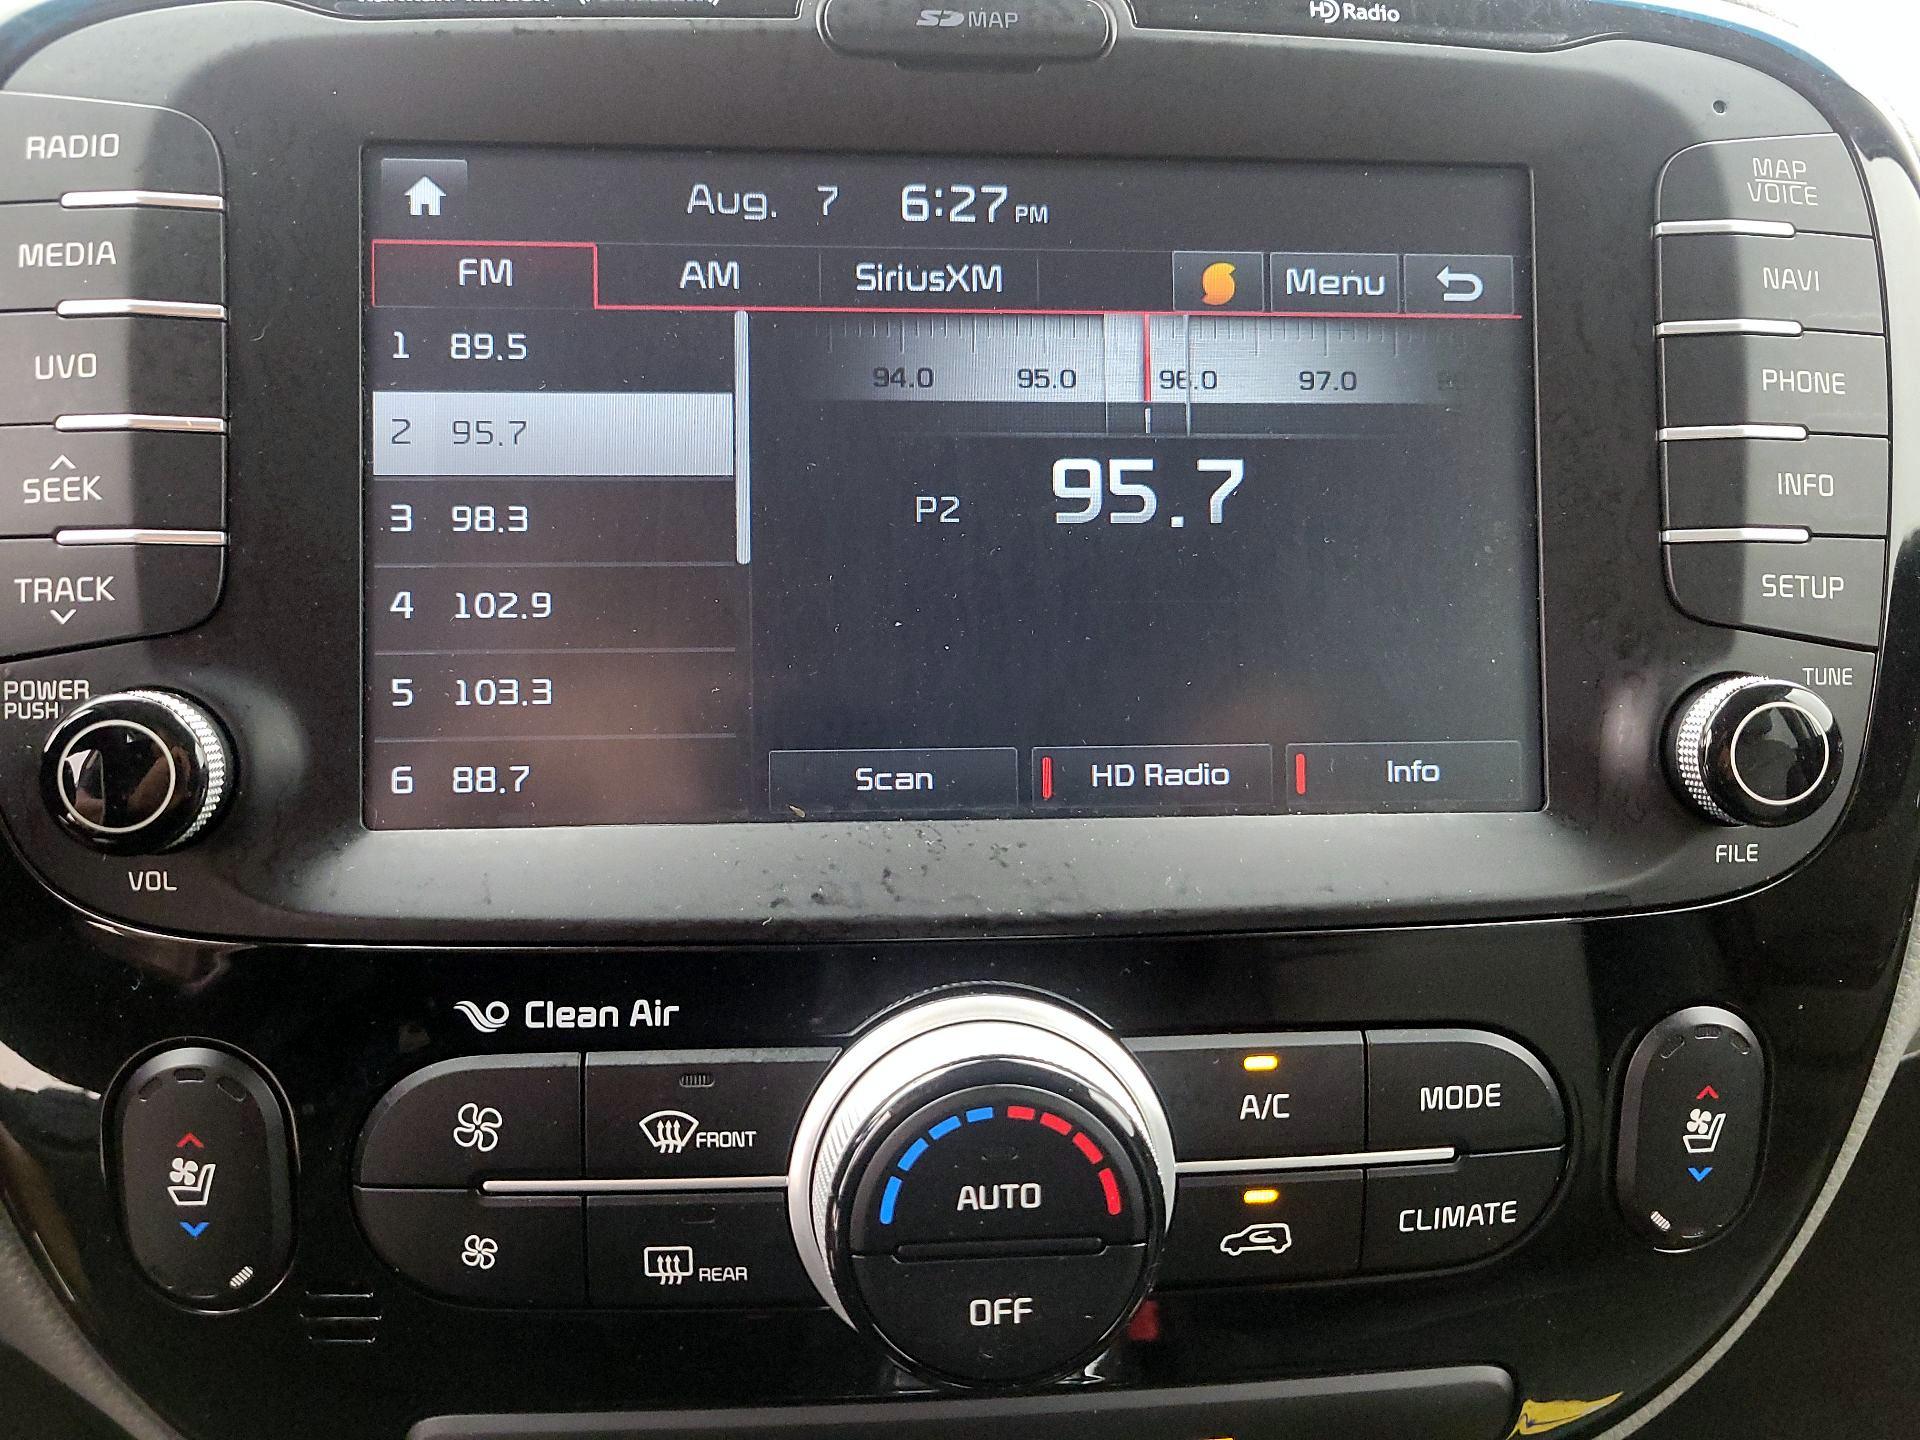 SD MAP
HD Radio
RADIO
MEDIA
UVO
SEEK
TRACK
POWER
PUSH
VOL
Aug. 7 6:27 PM
FM AM SiriusXM Menu
1 89.5
2 95.7
3 98.3
4 102.9
5 103.3
6 88.7
94.0 95.0 96.0 97.0
P2 95.7
Scan HD Radio Info
MAP
VOICE
NAVI
PHONE
INFO
SETUP
TUNE
FILE
Clean Air
FRONT
REAR
AUTO
OFF
A/C
MODE
CLIMATE